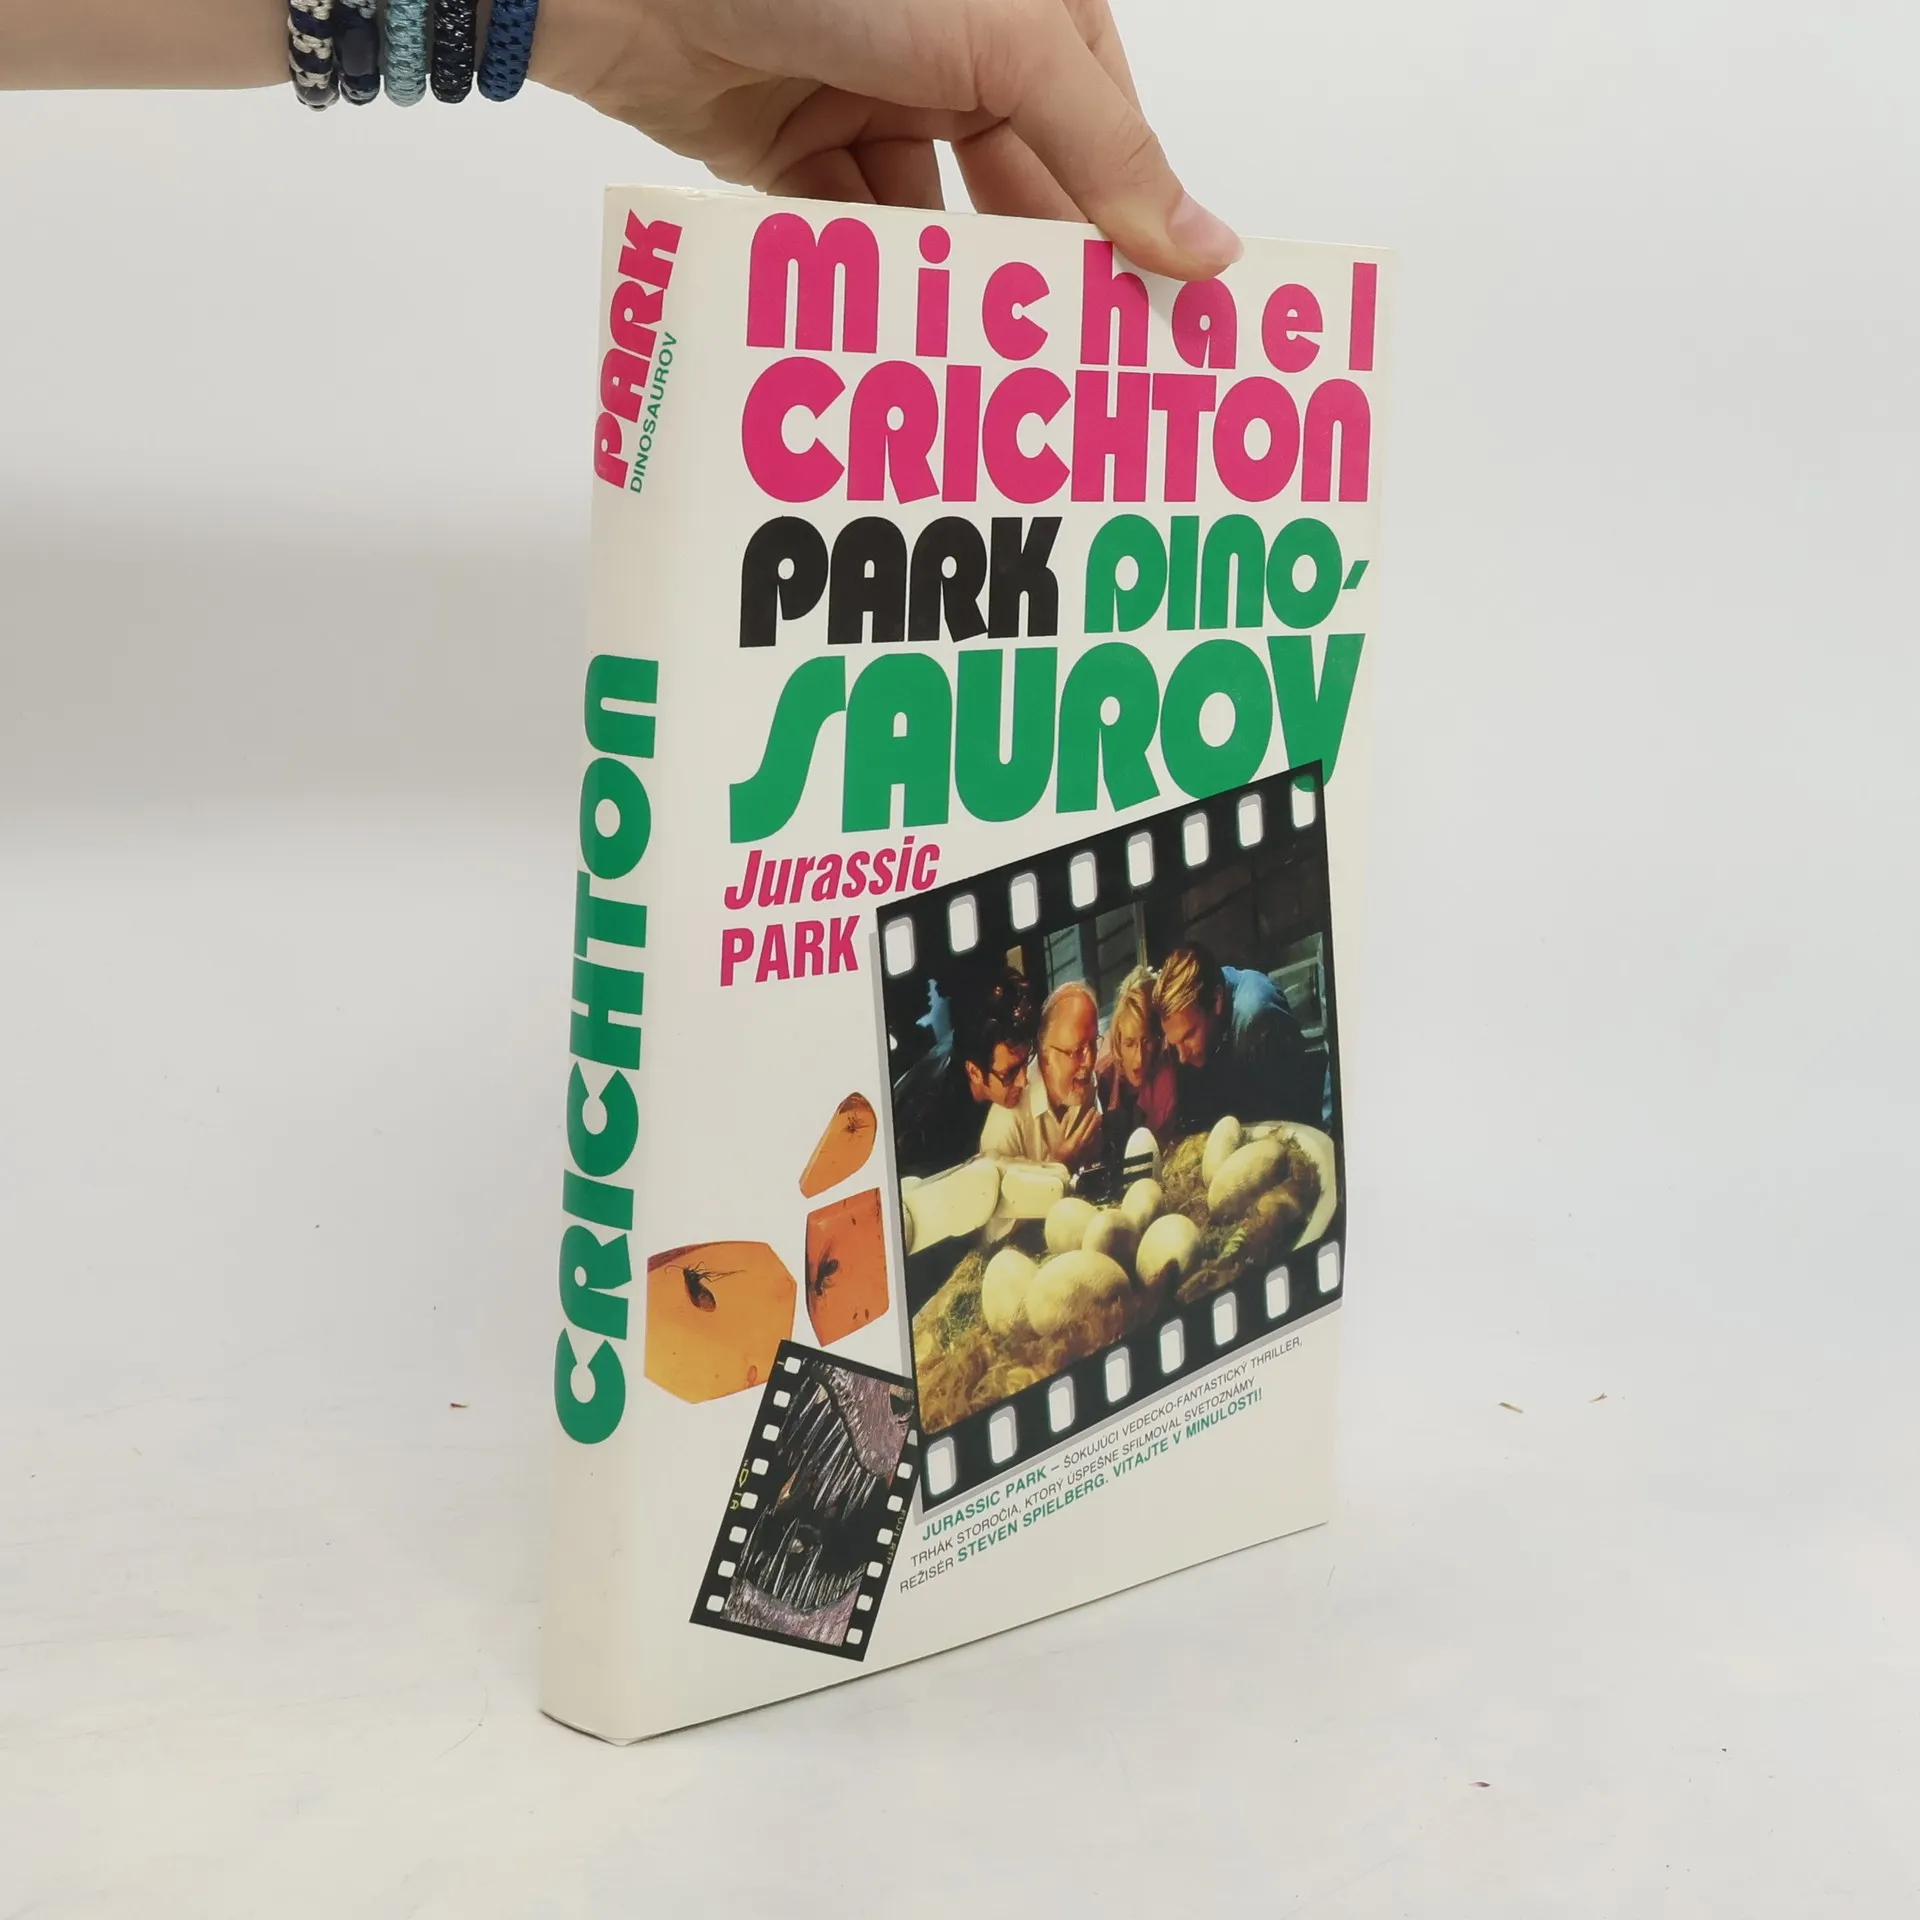 PARK
DINOSAUROV
CRICHTON
Michael
CRICHTON
PARK DINO-
SAUROV
Jurassic
PARK
JURASSIC PARK – ŠOKUJÚCI VEDECKO-FANTASTICKÝ THRILLER,
TRHÁK STOROČIA, KTORÝ ÚSPEŠNE SFILMOVAL SVETOZNÁMY
REŽISÉR STEVEN SPIELBERG. VITAJTE V MINULOSTI!